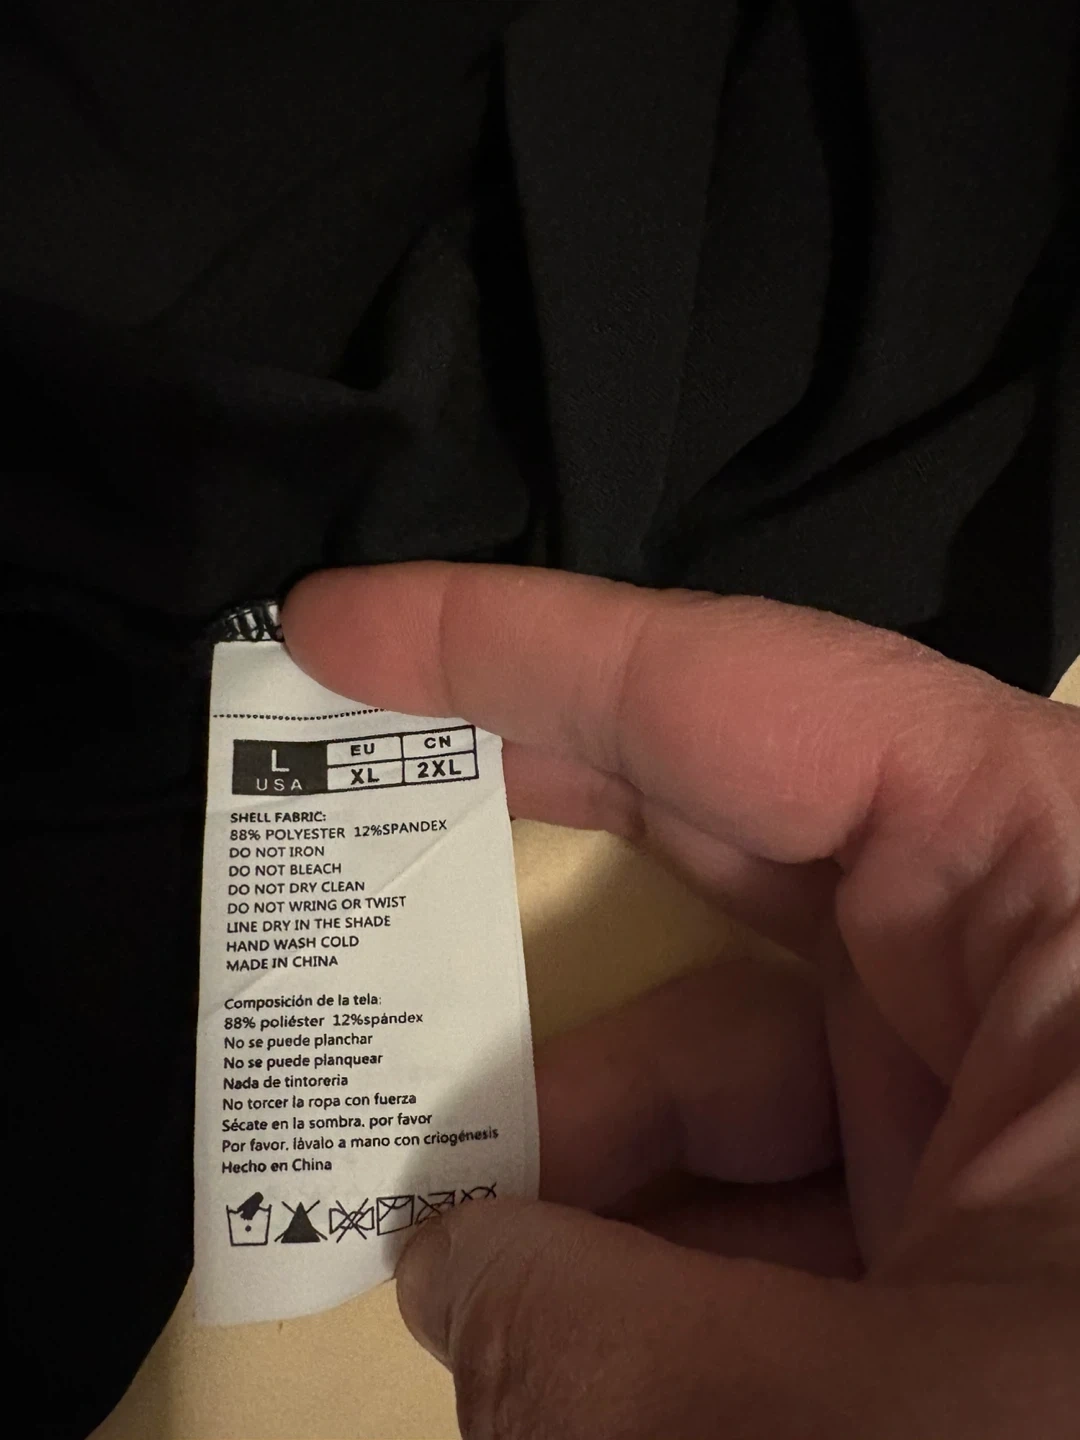 L
USA
EU
CN
XL
2XL
SHELL FABRIC:
88% POLYESTER 12%SPANDEX
DO NOT IRON
DO NOT BLEACH
DO NOT DRY CLEAN
DO NOT WRING OR TWIST
LINE DRY IN THE SHADE
HAND WASH COLD
MADE IN CHINA
Composición de la tela:
88% poliéster 12%spándex
No se puede planchar
No se puede planquear
Nada de tintoreria
No torcer la ropa con fuerza
Sécate en la sombra. por favor
Por favor. lávalo a mano con criogénesis
Hecho en China